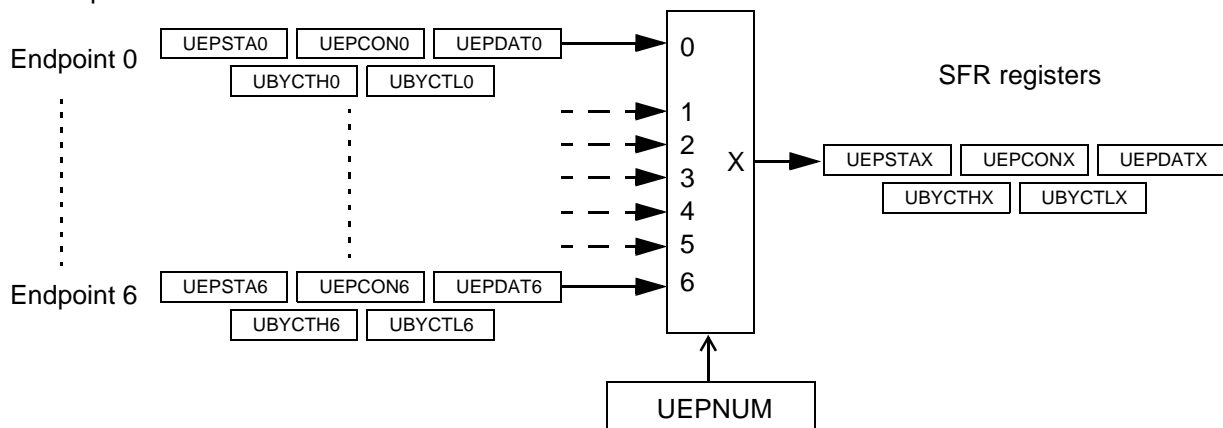 Endpoint 0
UEPSTA0 UEPCON0 UEPDAT0
UBYCTH0 UBYCTL0
0
1
2
3
4
5
6
X
SFR registers
UEPSTAX UEPCONX UEPDATX
UBYCTHX UBYCTLX
Endpoint 6
UEPSTA6 UEPCON6 UEPDAT6
UBYCTH6 UBYCTL6
UEPNUM